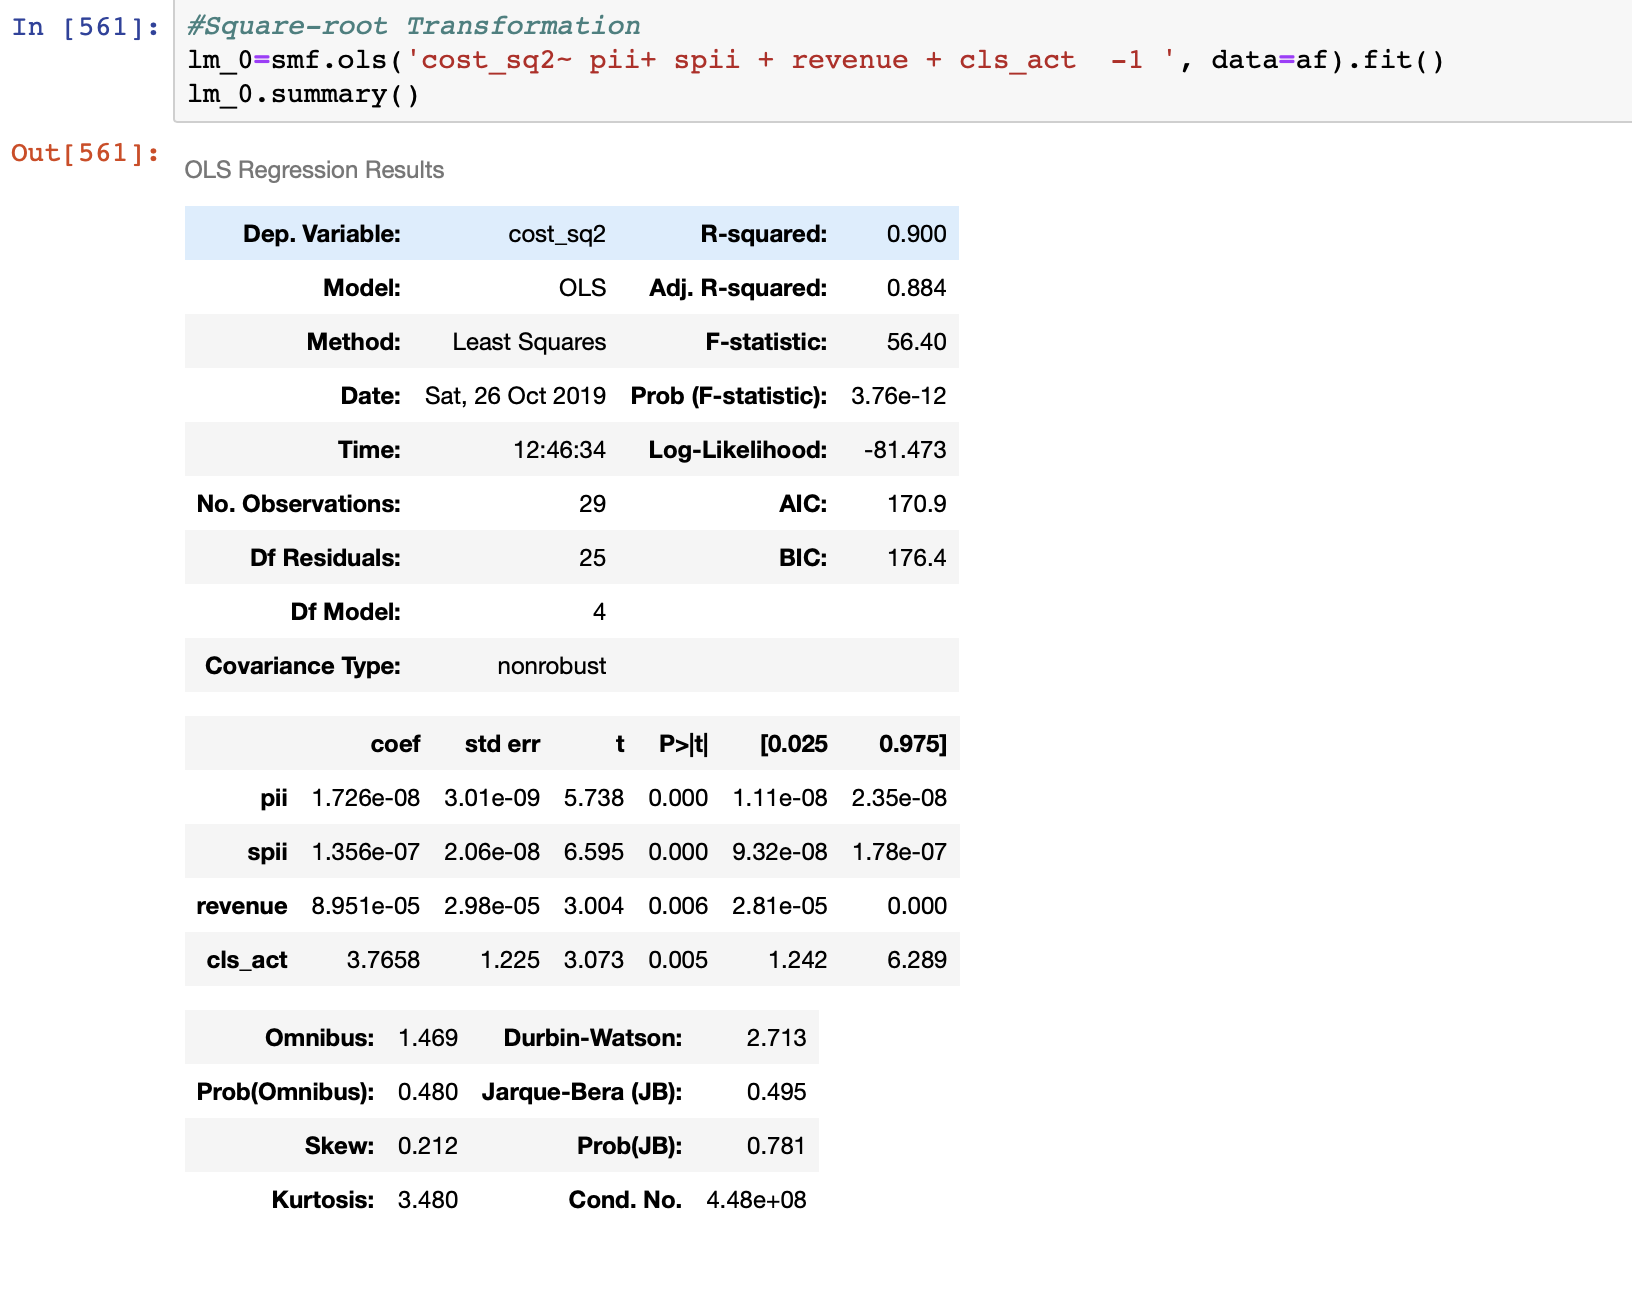 In [561]: #Square-root Transformation
lm_0=smf.ols('cost_sq2~ pii+ spii + revenue + cls_act  -1 ', data=af).fit()
lm_0.summary()
Out[561]:
OLS Regression Results
Dep. Variable: cost_sq2 R-squared: 0.900
Model: OLS Adj. R-squared: 0.884
Method: Least Squares F-statistic: 56.40
Date: Sat, 26 Oct 2019 Prob (F-statistic): 3.76e-12
Time: 12:46:34 Log-Likelihood: -81.473
No. Observations: 29 AIC: 170.9
Df Residuals: 25 BIC: 176.4
Df Model: 4
Covariance Type: nonrobust
coef std err t P>|t| [0.025 0.975]
pii 1.726e-08 3.01e-09 5.738 0.000 1.11e-08 2.35e-08
spii 1.356e-07 2.06e-08 6.595 0.000 9.32e-08 1.78e-07
revenue 8.951e-05 2.98e-05 3.004 0.006 2.81e-05 0.000
cls_act 3.7658 1.225 3.073 0.005 1.242 6.289
Omnibus: 1.469 Durbin-Watson: 2.713
Prob(Omnibus): 0.480 Jarque-Bera (JB): 0.495
Skew: 0.212 Prob(JB): 0.781
Kurtosis: 3.480 Cond. No. 4.48e+08